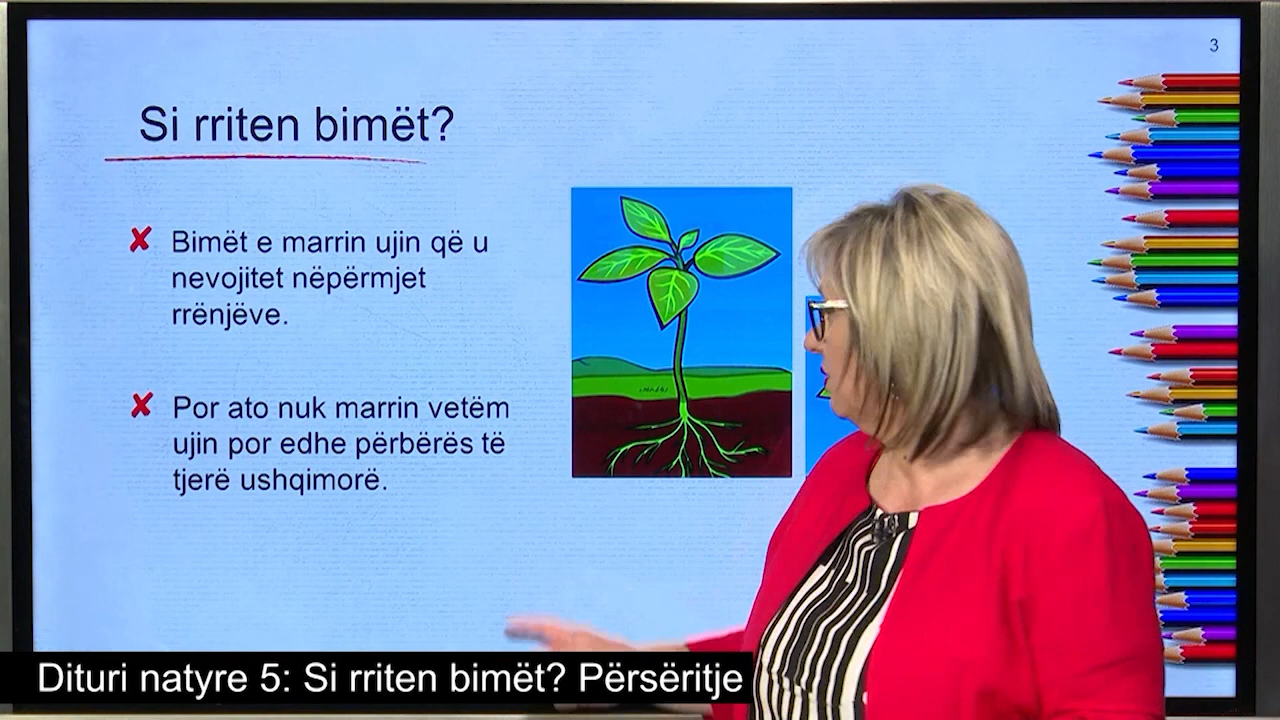 3
Si rriten bimët?
✘ Bimët e marrin ujin që u
nevojitet nëpërmjet
rrënjëve.
✘ Por ato nuk marrin vetëm
ujin por edhe përbërës të
tjerë ushqimorë.
Dituri natyre 5: Si rriten bimët? Përsëritje